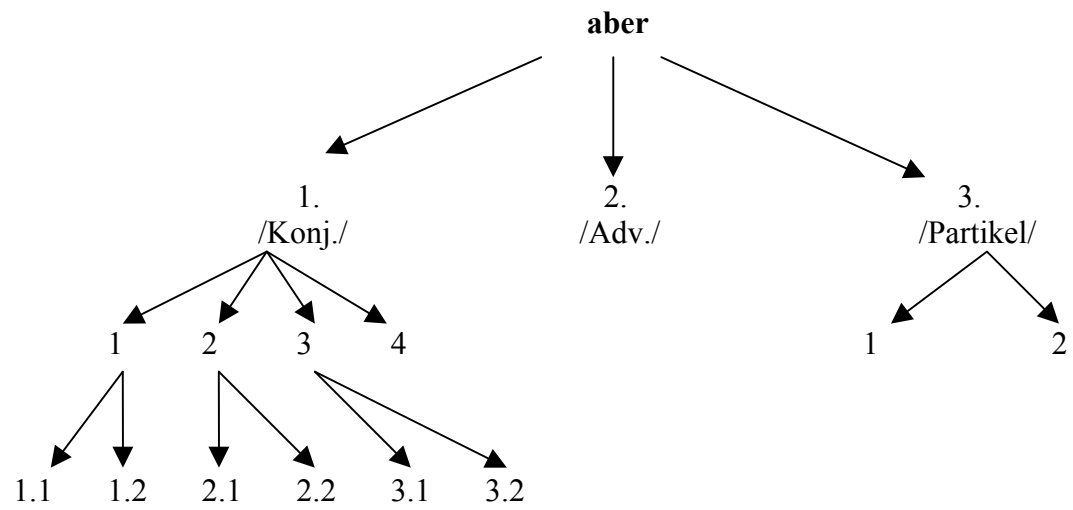 aber
1. 2. 3.
/Konj./ /Adv./ /Partikel/
1 2 3 4 1 2
1.1 1.2 2.1 2.2 3.1 3.2